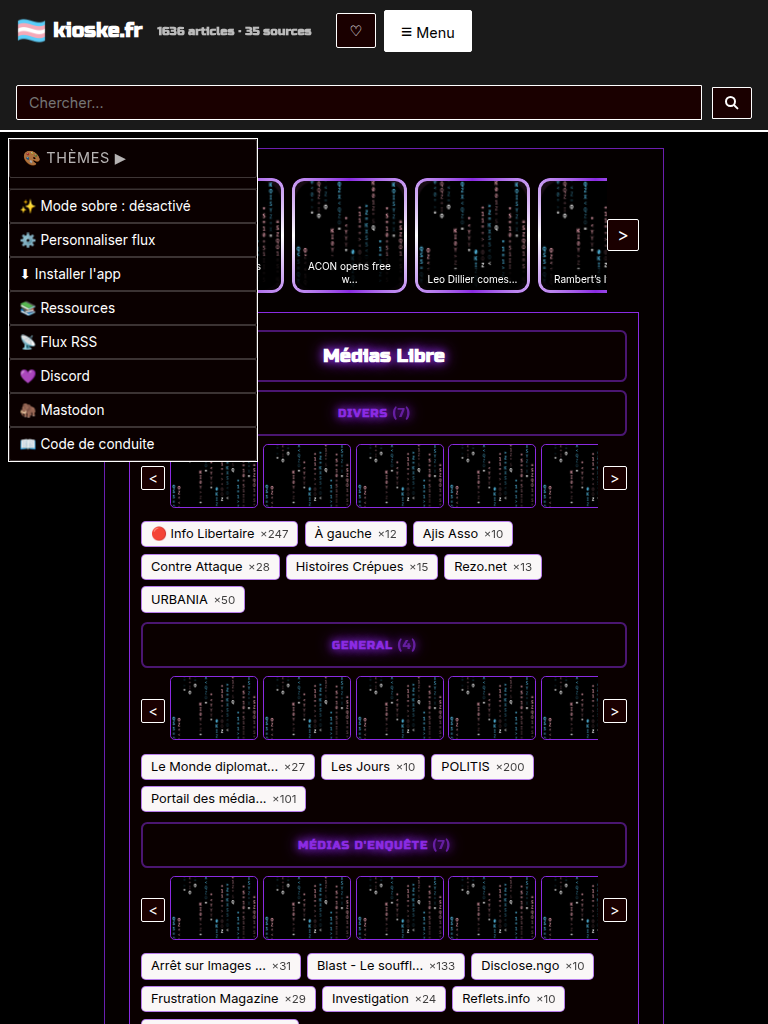 🏳️‍⚧️ kioske.fr 1636 articles · 35 sources ♡ ≡ Menu
Chercher...
🎨 THÈMES ▶
✨ Mode sobre : désactivé
⚙️ Personnaliser flux
⬇ Installer l'app
📚 Ressources
📡 Flux RSS
💜 Discord
🦣 Mastodon
📖 Code de conduite
ACON opens free w...
Leo Dillier comes...
Rambert's l
>
Médias Libre
DIVERS (7)
< >
🔴 Info Libertaire ×247
À gauche ×12
Ajis Asso ×10
Contre Attaque ×28
Histoires Crépues ×15
Rezo.net ×13
URBANIA ×50
GENERAL (4)
< >
Le Monde diplomat... ×27
Les Jours ×10
POLITIS ×200
Portail des média... ×101
MÉDIAS D'ENQUÊTE (7)
< >
Arrêt sur Images ... ×31
Blast - Le souffl... ×133
Disclose.ngo ×10
Frustration Magazine ×29
Investigation ×24
Reflets.info ×10